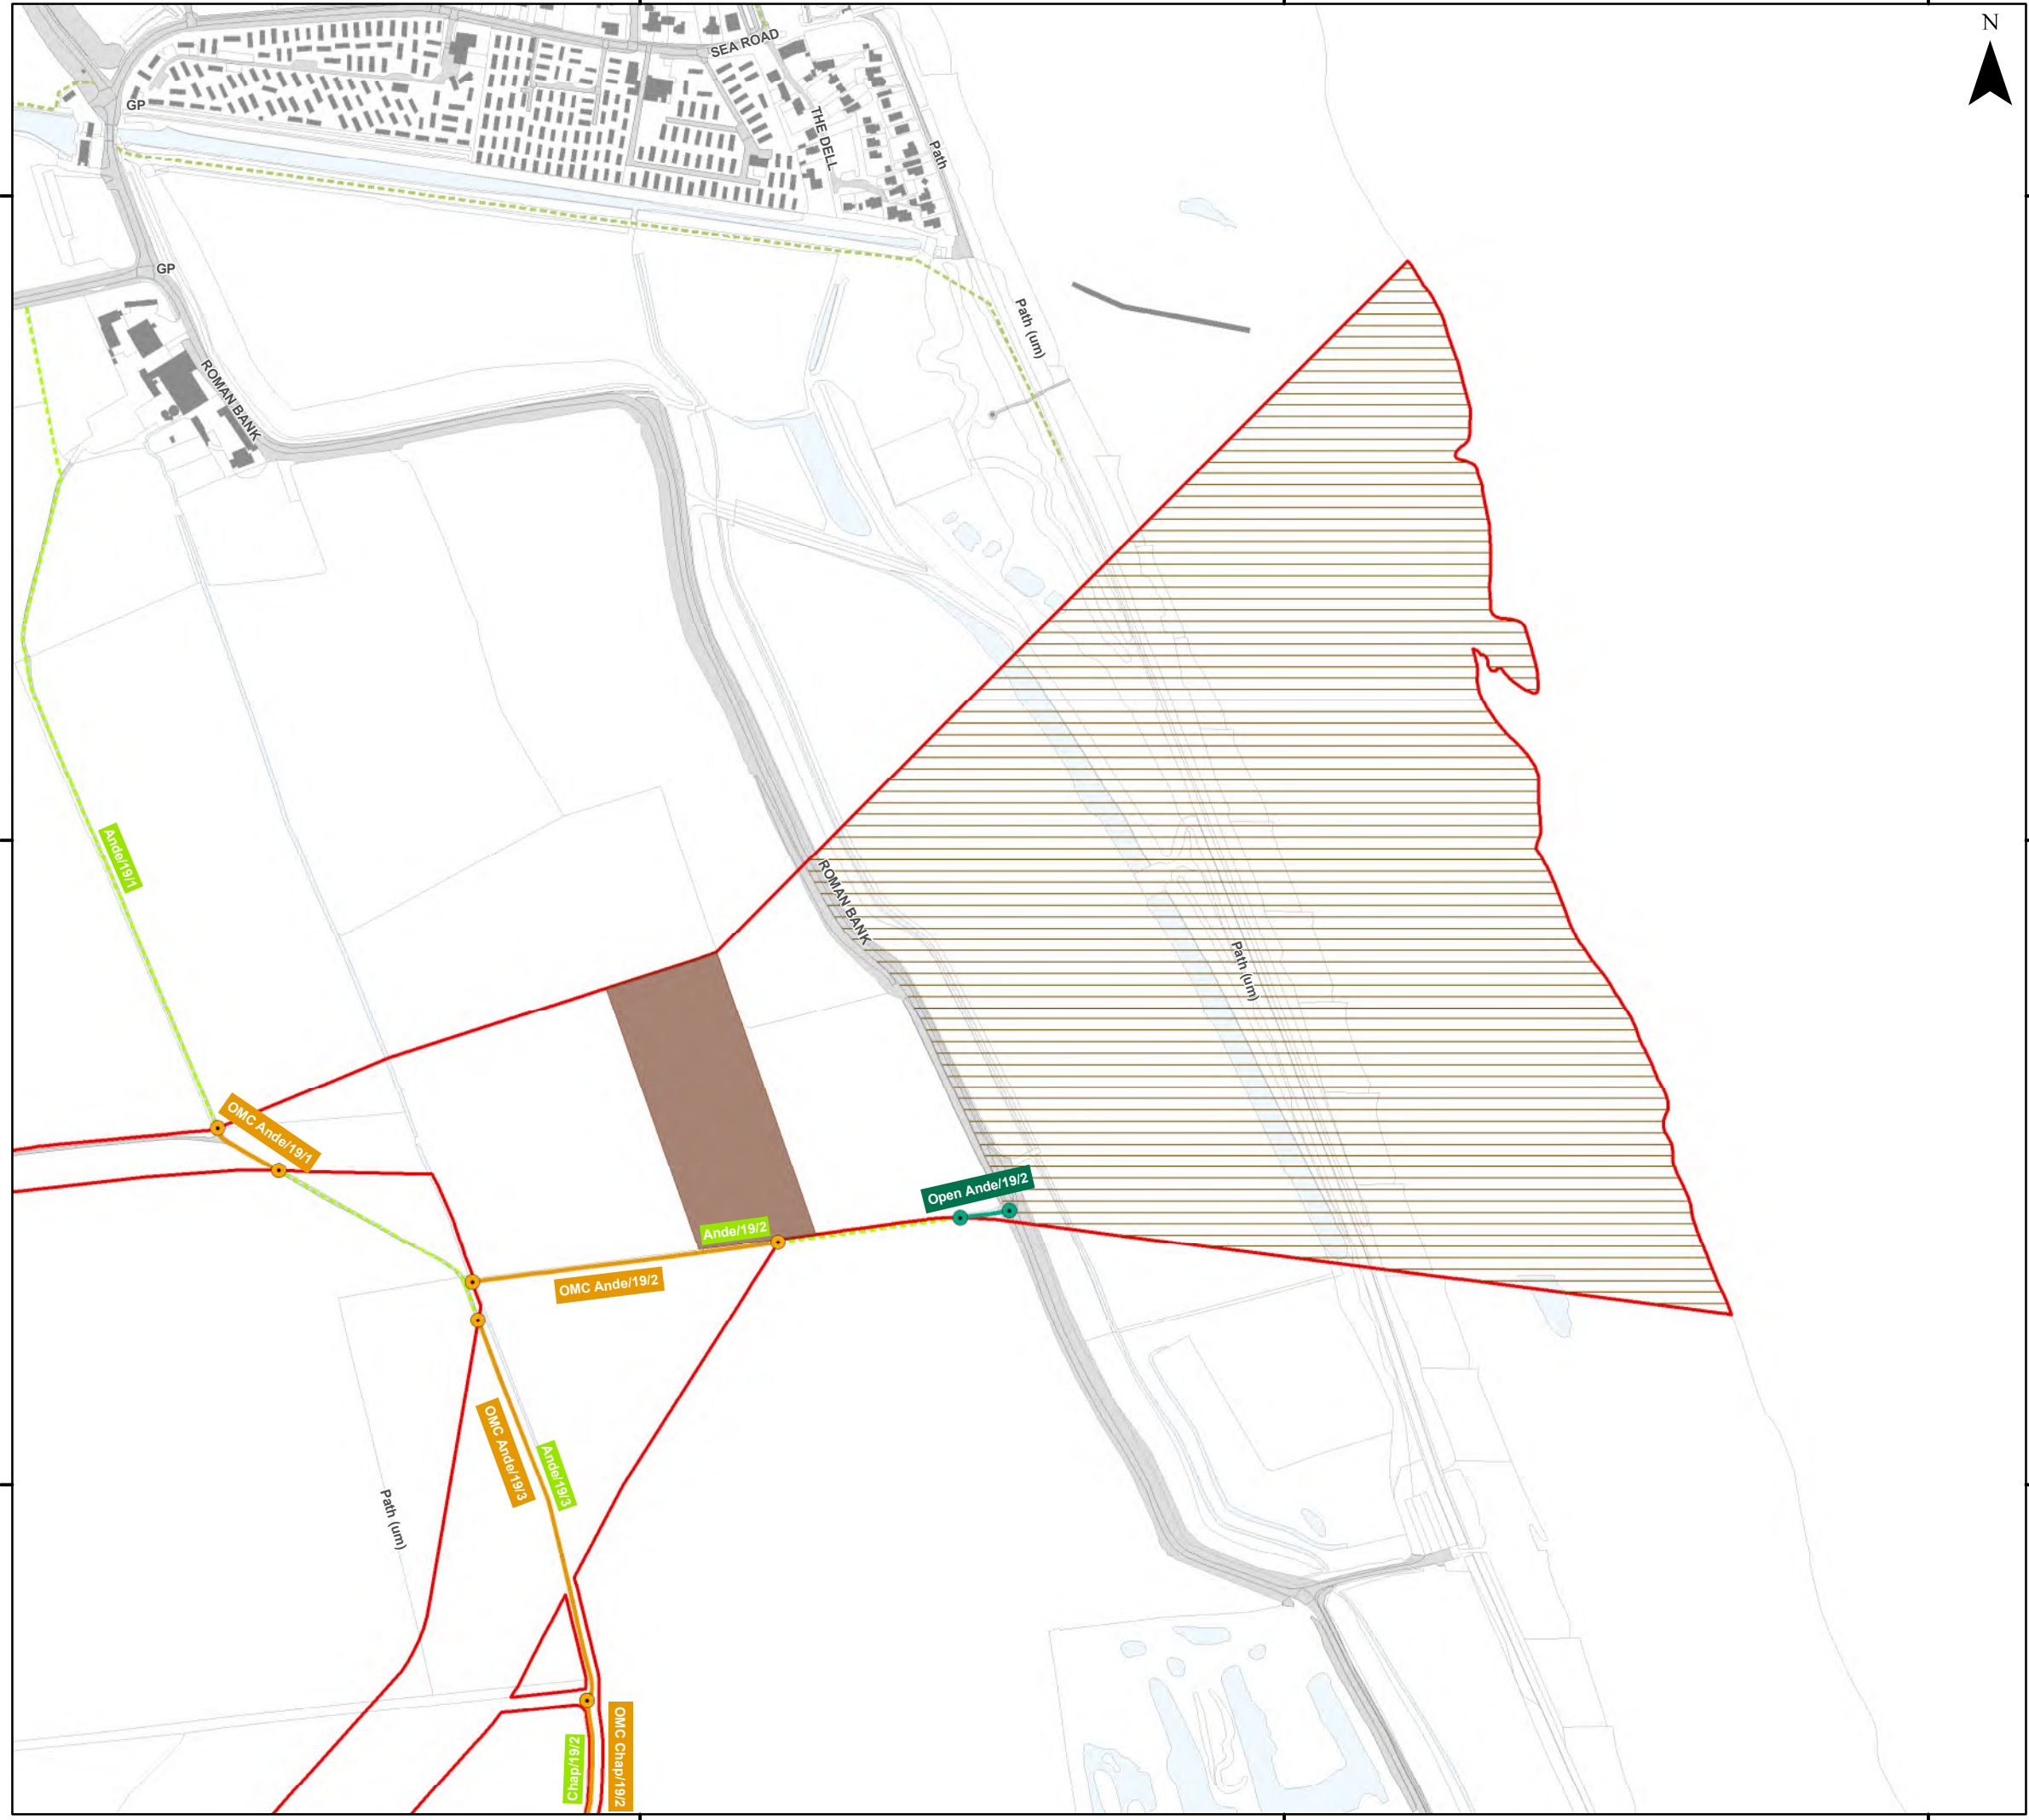 N
SEA ROAD
GP
THE DELL
Path
GP
Path (um)
ROMAN BANK
Ande/19/1
ROMAN BANK
Path (um)
OMC Ande/19/1
Open Ande/19/2
Ande/19/2
OMC Ande/19/2
OMC Ande/19/3
Ande/19/3
Path (um)
Chap/19/2
OMC Chap/19/2